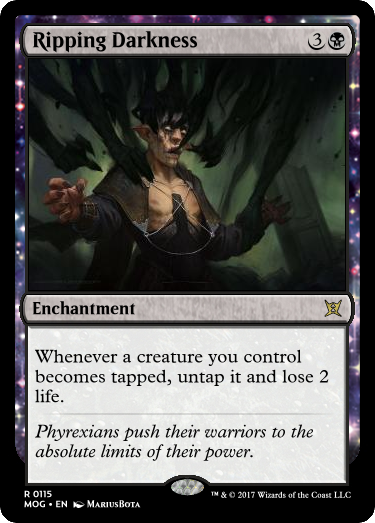 Ripping Darkness 3
Enchantment
Whenever a creature you control
becomes tapped, untap it and lose 2
life.
Phyrexians push their warriors to the
absolute limits of their power.
R 0115
MOG • EN MariusBota
™ & © 2017 Wizards of the Coast LLC